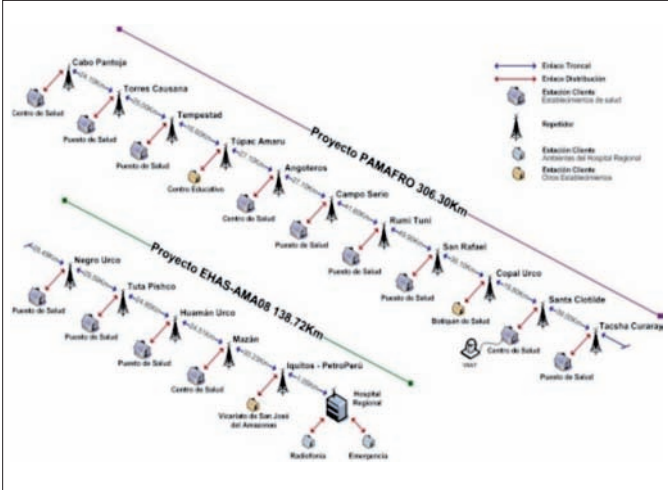 Cabo Pantoja
Centro de Salud
Torres Causana
Puesto de Salud
Tempestad
Puesto de Salud
Túpac Amaru
Centro Educativo
Angoteros
Centro de Salud
Campo Serio
Puesto de Salud
Rumi Tuni
Puesto de Salud
San Rafael
Puesto de Salud
Copal Urco
Botiquín de Salud
Santa Clotilde
Centro de Salud
VSAT
Tacsha Curaray
Puesto de Salud
Proyecto PAMAFRO 306.30Km
Enlace Troncal
Enlace Distribución
Estación Cliente
Establecimientos de salud
Repetidor
Estación Cliente
Ambientes del Hospital Regional
Estación Cliente
Otros Establecimientos
Proyecto EHAS-AMA08 138.72Km
Negro Urco
Puesto de Salud
Tuta Pishco
Puesto de Salud
Huamán Urco
Puesto de Salud
Mazán
Centro de Salud
Iquitos - PetroPerú
Vicariato de San José
del Amazonas
Hospital
Regional
Radiofonía
Emergencia